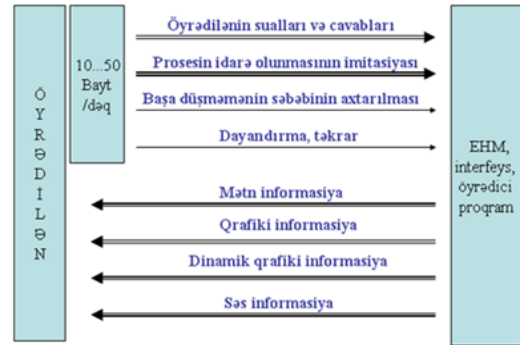 Ö
Y
R
Ə
D
İ
L
Ə
N
10...50
Bayt
/dəq
Öyrədilənin sualları və cavabları
Prosesin idarə olunmasının imitasiyası
Başa düşməmənin səbəbinin axtarılması
Dayandırma, təkrar
Mətn informasiya
Qrafiki informasiya
Dinamik qrafiki informasiya
Səs informasiya
EHM,
interfeys,
öyrədici
proqram